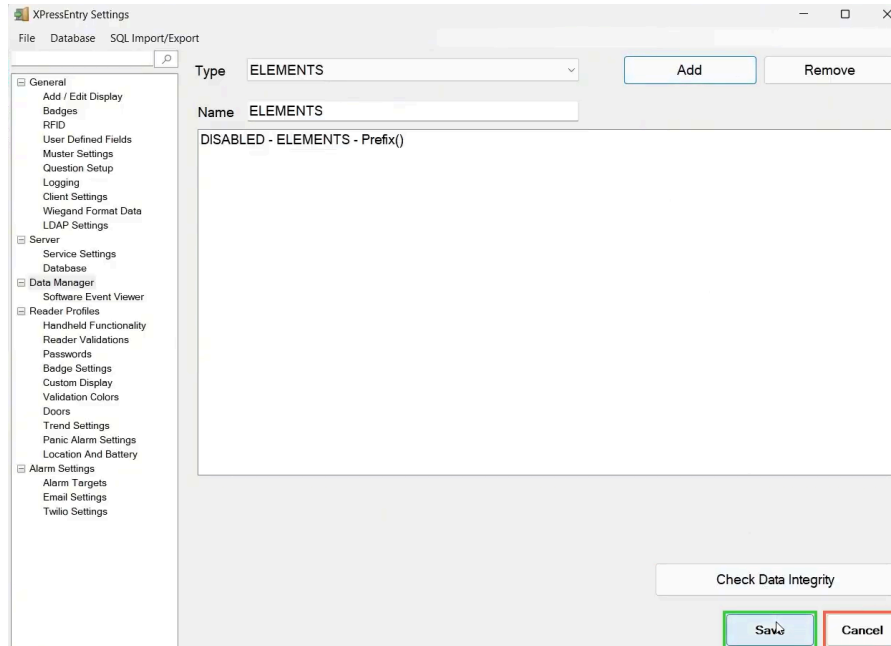 XPressEntry Settings
File Database SQL Import/Export
General
Add / Edit Display
Badges
RFID
User Defined Fields
Muster Settings
Question Setup
Logging
Client Settings
Wiegand Format Data
LDAP Settings
Server
Service Settings
Database
Data Manager
Software Event Viewer
Reader Profiles
Handheld Functionality
Reader Validations
Passwords
Badge Settings
Custom Display
Validation Colors
Doors
Trend Settings
Panic Alarm Settings
Location And Battery
Alarm Settings
Alarm Targets
Email Settings
Twilio Settings
Type ELEMENTS Add Remove
Name ELEMENTS
DISABLED - ELEMENTS - Prefix()
Check Data Integrity
Save Cancel